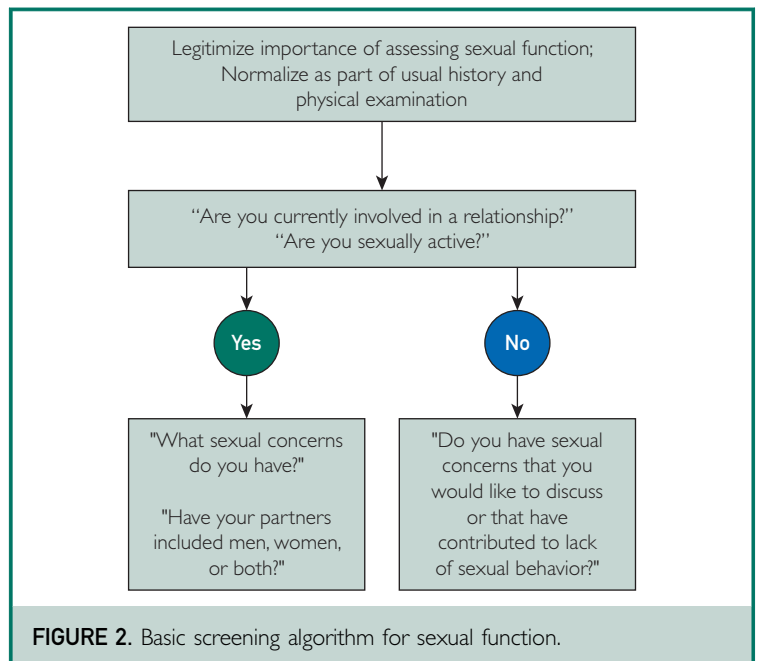 Legitimize importance of assessing sexual function;
Normalize as part of usual history and
physical examination
“Are you currently involved in a relationship?”
“Are you sexually active?”
Yes
No
"What sexual concerns
do you have?"
"Have your partners
included men, women,
or both?"
"Do you have sexual
concerns that you
would like to discuss
or that have
contributed to lack
of sexual behavior?"
FIGURE 2. Basic screening algorithm for sexual function.